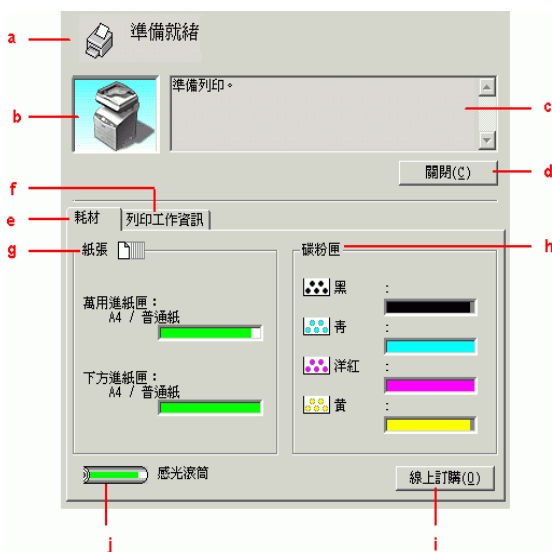 a
準備就緒
b
準備列印。
c
關閉(C)
d
f
e
耗材
列印工作資訊
g
紙張
碳粉匣
h
萬用進紙匣：
A4 / 普通紙
下方進紙匣：
A4 / 普通紙
黑 :
青 :
洋紅 :
黄 :
感光滾筒
線上訂購(O)
j
i